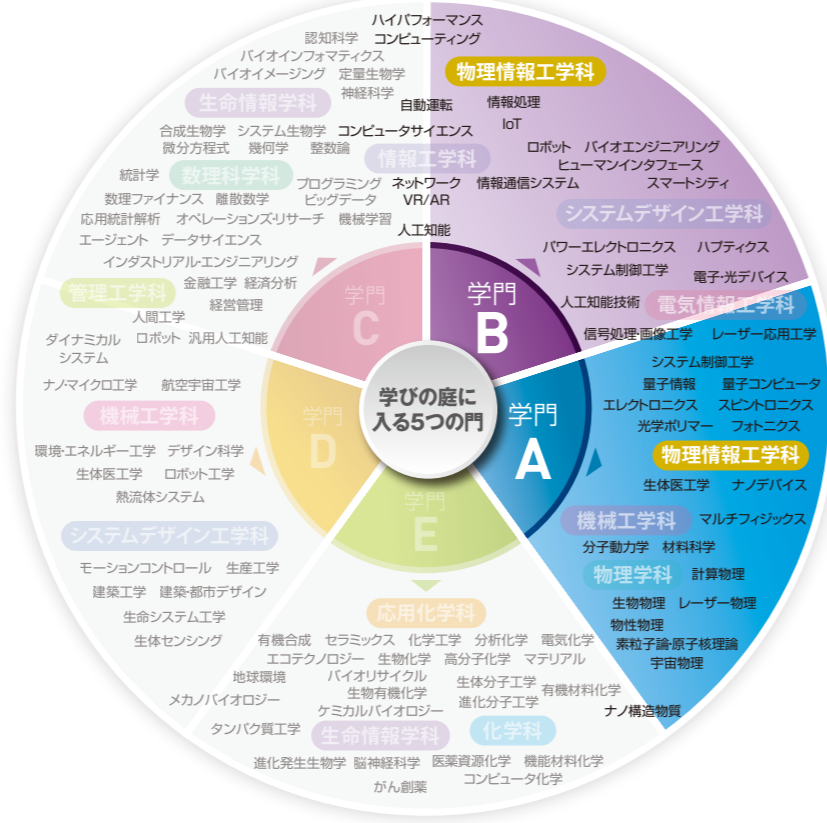 ハイパフォーマンス
認知科学 コンピューティング
バイオインフォマティクス
バイオイメージング 定量生物学
神経科学
生命情報学科
自動運転
合成生物学 システム生物学 コンピュータサイエンス
微分方程式 幾何学 整数論
情報工学科
統計学 数理科学科
プログラミング ネットワーク
数理ファイナンス 離散数学 ビッグデータ VR/AR
応用統計解析 オペレーションズ・リサーチ 機械学習
人工知能
エージェント データサイエンス
インダストリアル・エンジニアリング
管理工学科 金融工学 経済分析
経営管理
人間工学
物理情報工学科
情報処理
IoT
ロボット バイオエンジニアリング
ヒューマンインタフェース
情報通信システム スマートシティ
システムデザイン工学科
パワーエレクトロニクス ハプティクス
システム制御工学 電子・光デバイス
人工知能技術 電気情報工学科
信号処理・画像工学 レーザー応用工学
システム制御工学
量子情報 量子コンピュータ
エレクトロニクス スピントロニクス
光学ポリマー フォトニクス
物理情報工学科
生体医工学 ナノデバイス
機械工学科 マルチフィジックス
分子動力学 材料科学
物理学科 計算物理
生物物理 レーザー物理
物性物理
素粒子論・原子核理論
宇宙物理
ナノ構造物質
学門
C
学門
B
学びの庭に
入る5つの門
学門
D
学門
A
学門
E
ダイナミカル
システム
ロボット 汎用人工知能
ナノ・マイクロ工学 航空宇宙工学
機械工学科
環境・エネルギー工学 デザイン科学
生体医工学 ロボット工学
熱流体システム
システムデザイン工学科
モーションコントロール 生産工学
建築工学 建築・都市デザイン
生命システム工学
生体センシング
応用化学科
有機合成 セラミックス 化学工学 分析化学 電気化学
エコテクノロジー 生物化学 高分子化学 マテリアル
地球環境 バイオリサイクル 生体分子工学
生物有機化学 有機材料化学
メカノバイオロジー ケミカルバイオロジー 進化分子工学
タンパク質工学 生命情報学科 化学科
進化発生生物学 脳神経科学 医薬資源化学 機能材料化学
がん創薬 コンピュータ化学